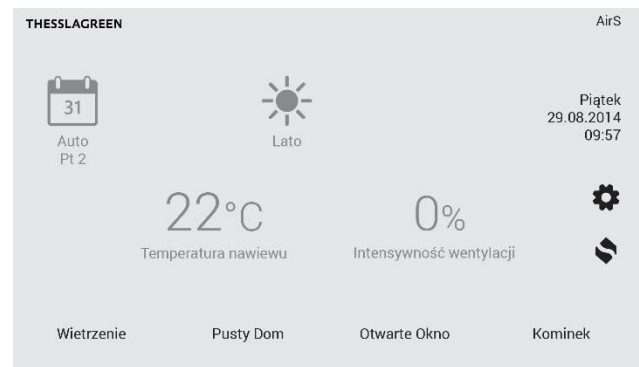 THESSLAGREEN
AirS
31
Auto
Pt 2
Lato
Piątek
29.08.2014
09:57
22°C
Temperatura nawiewu
0%
Intensywność wentylacji
Wietrzenie
Pusty Dom
Otwarte Okno
Kominek